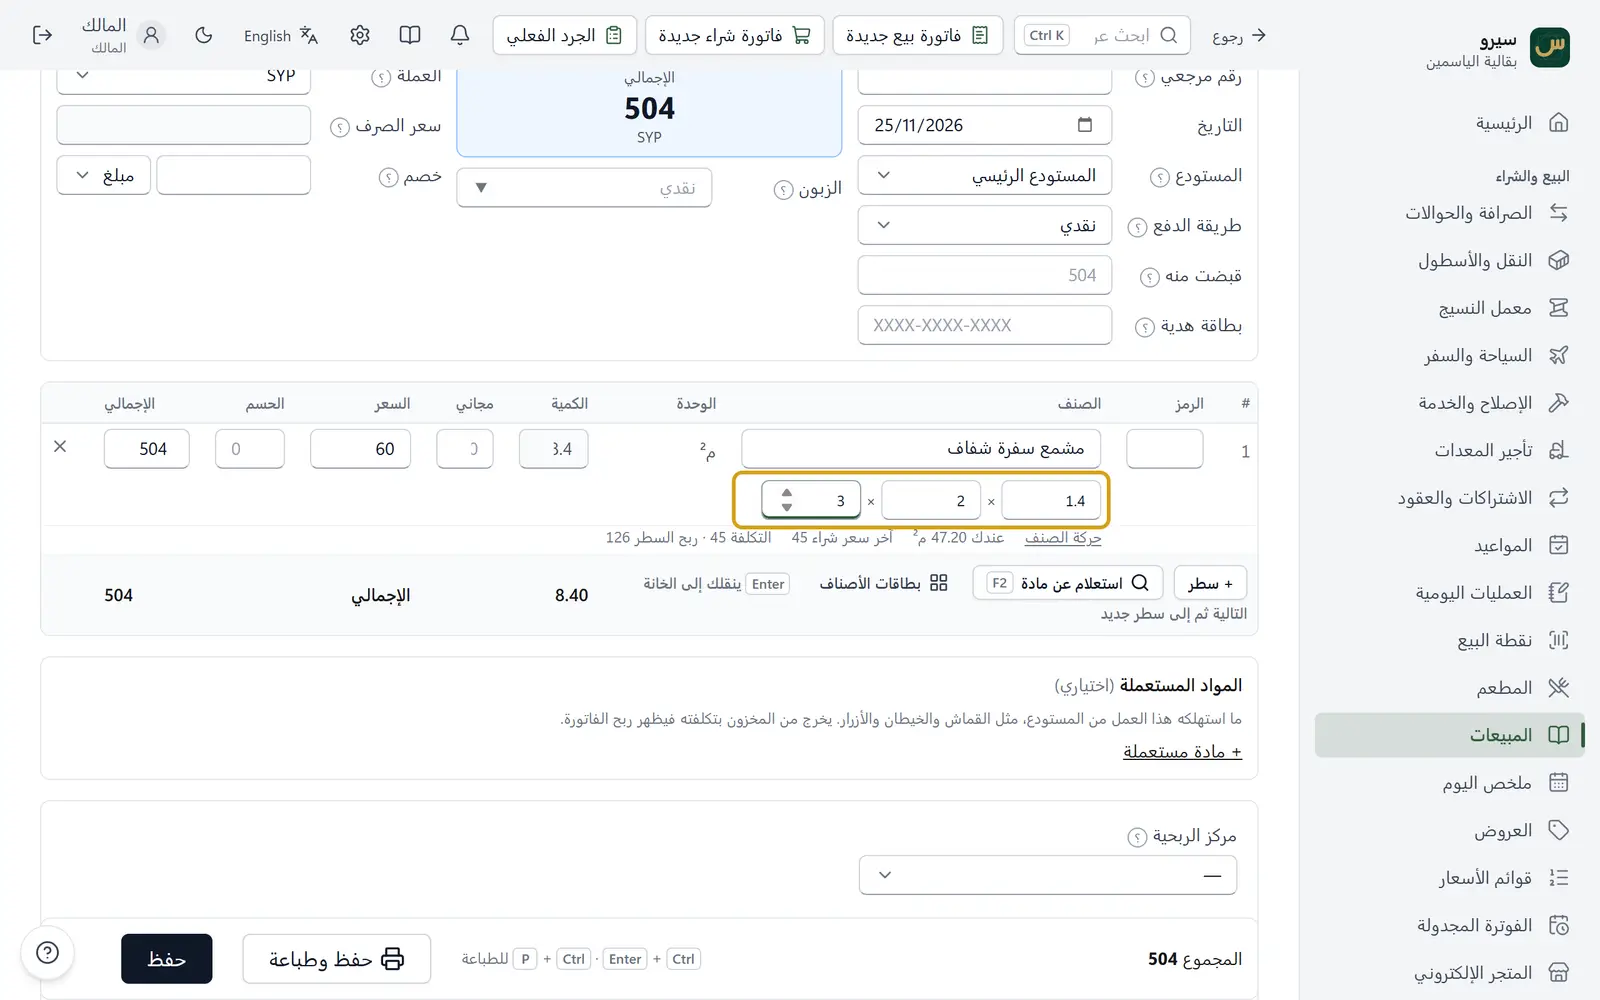 سيرو
بقالية الياسمين
رجوع
ابحث عن
Ctrl K
فاتورة بيع جديدة
فاتورة شراء جديدة
الجرد الفعلي
English
المالك
المالك
الرئيسية
البيع والشراء
الصرافة والحوالات
النقل والأسطول
معمل النسيج
السياحة والسفر
الإصلاح والخدمة
تأجير المعدات
الاشتراكات والعقود
المواعيد
العمليات اليومية
نقطة البيع
المطعم
المبيعات
ملخص اليوم
العروض
قوائم الأسعار
الفوترة المجدولة
المتجر الإلكتروني
رقم مرجعي ؟
التاريخ
25/11/2026
المستودع ؟
المستودع الرئيسي
طريقة الدفع ؟
نقدي
قبضت منه ؟
504
بطاقة هدية ؟
XXXX-XXXX-XXXX
الإجمالي
504
SYP
الزبون ؟
نقدي
العملة ؟
SYP
سعر الصرف ؟
خصم ؟
مبلغ
# الرمز الصنف الوحدة الكمية مجاني السعر الحسم الإجمالي
1 مشمع سفرة شفاف م² 8.4 0 60 0 504
1.4 × 2 × 3
حركة الصنف عندك 47.20 م² آخر سعر شراء 45 التكلفة 45 · ربح السطر 126
+ سطر
استعلام عن مادة F2
بطاقات الأصناف
Enter ينقلك إلى الخانة
التالية ثم إلى سطر جديد
8.40
الإجمالي
504
المواد المستعملة (اختياري)
ما استهلكه هذا العمل من المستودع، مثل القماش والخيطان والأزرار. يخرج من المخزون بتكلفته فيظهر ربح الفاتورة.
+ مادة مستعملة
مركز الربحية ؟
—
المجموع 504
Ctrl + Enter · Ctrl + P للطباعة
حفظ وطباعة
حفظ